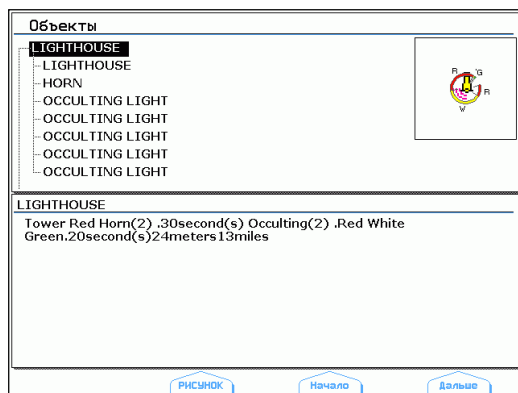 Объекты
LIGHTHOUSE
LIGHTHOUSE
HORN
OCCULTING LIGHT
OCCULTING LIGHT
OCCULTING LIGHT
OCCULTING LIGHT
OCCULTING LIGHT
R G
R
W
LIGHTHOUSE
Tower Red Horn(2) .30second(s) Occulting(2) .Red White
Green.20second(s)24meters13miles
РИСУНОК Начало Дальше